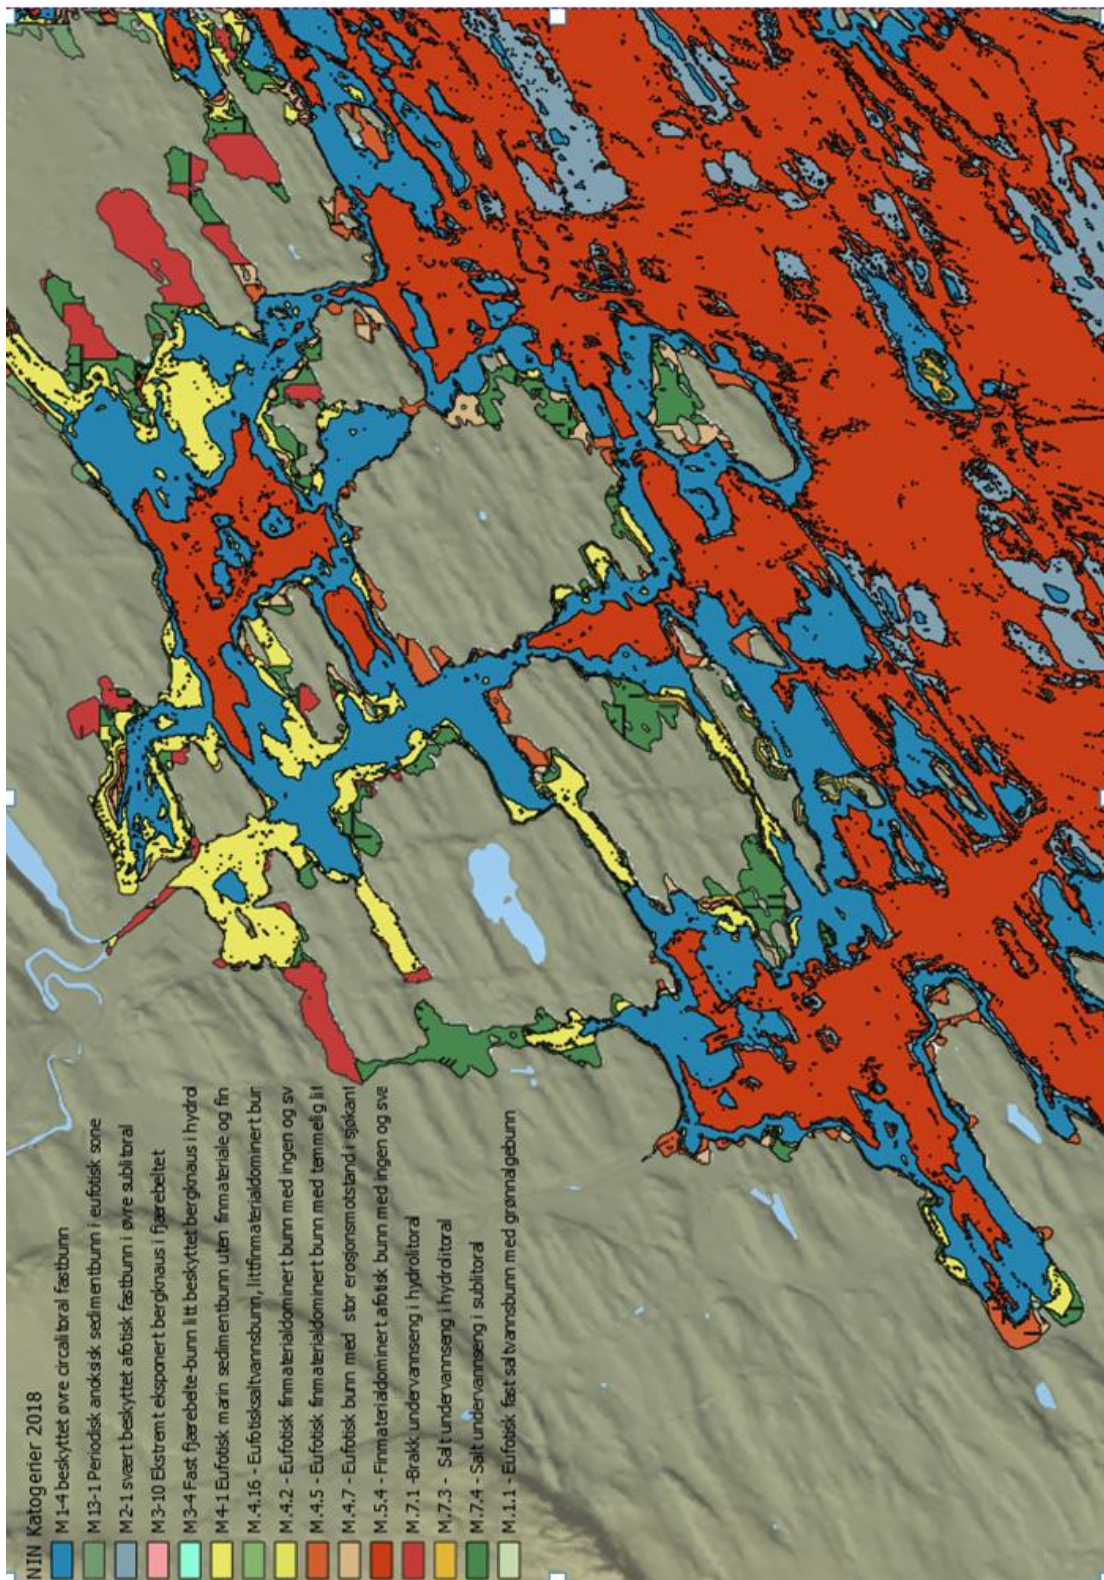 NIN Katogerier 2018
M 1-4 beskyttet øvre circalitoral fastbunn
M 13-1 Periodisk anoksisk sedimentbunn i eufotisk sone
M2-1 svært beskyttet afotisk fastbunn i øvre sublitoral
M3-10 Ekstremt eksponert bergknaus i fjærebeltet
M3-4 Fast fjærebelte-bunn litt beskyttet bergknaus i hydrol
M4-1 Eufotisk marin sedimentbunn uten finmateriale og fin
M.4.16 - Eufotisksaltvannsbunn, littfinmaterialdominert bun
M.4.2 - Eufotisk finmaterialdominert bunn med ingen og sv
M.4.5 - Eufotisk finmaterialdominert bunn med temmelig lit
M.4.7 - Eufotisk bunn med stor erosjonsmotstand i sjøkant
M.5.4 - Finmaterialdominert afotisk bunn med ingen og svæ
M.7.1 -Brakk undervannseng i hydrolitoral
M.7.3 - Salt undervannseng i hydrolitoral
M.7.4 - Salt undervannseng i sublitoral
M.1.1 - Eufotisk fast saltvannsbunn med grønnalgebunn